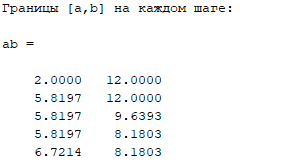 Границы [a,b] на каждом шаге:
ab =
2.0000 12.0000
5.8197 12.0000
5.8197 9.6393
5.8197 8.1803
6.7214 8.1803